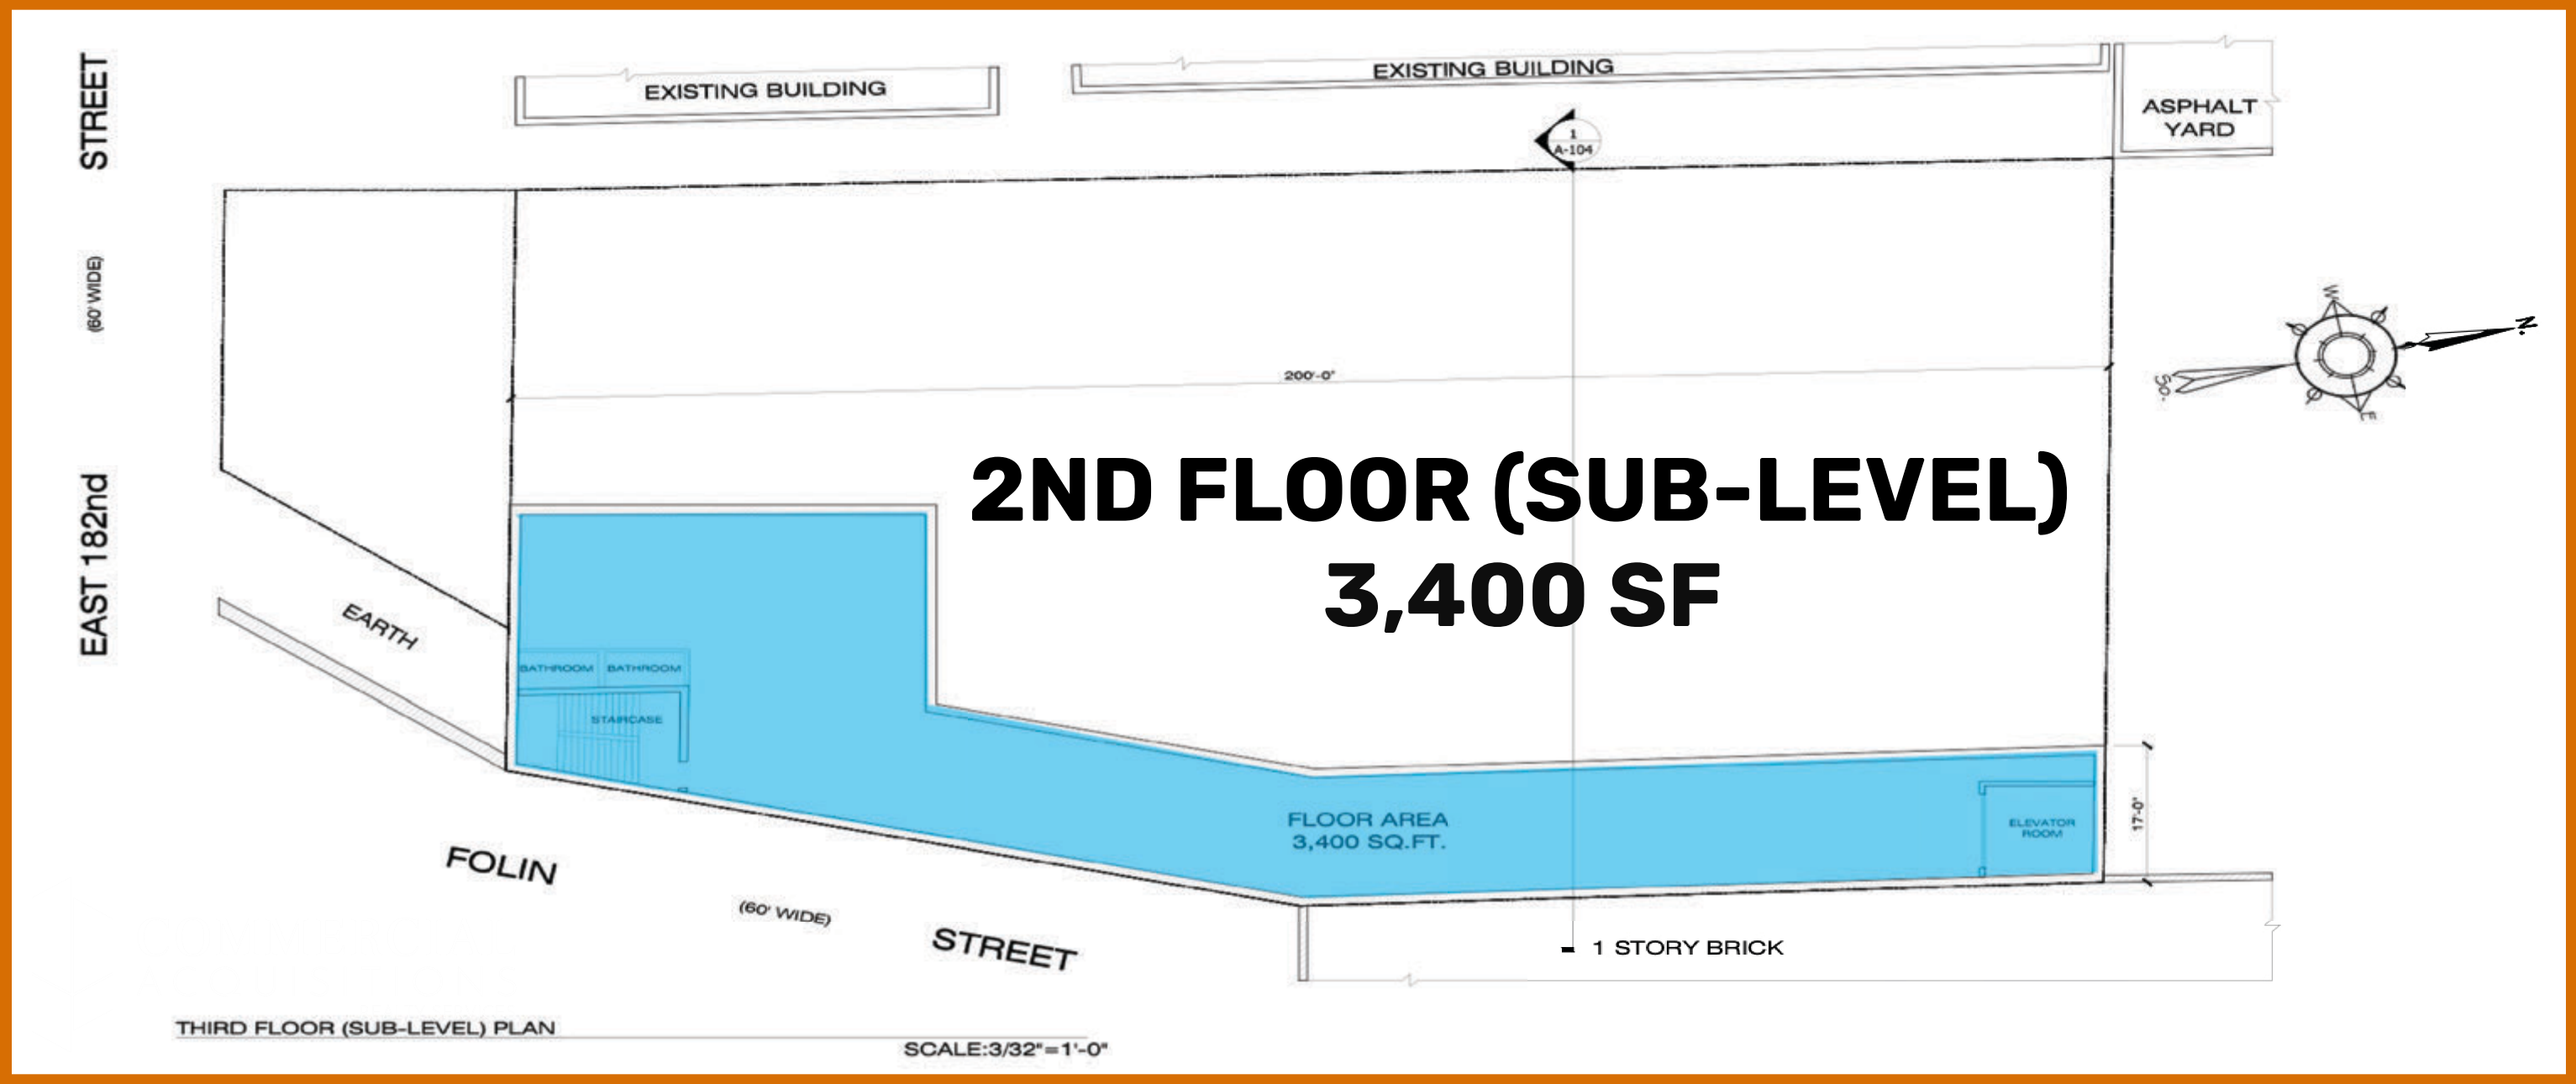 STREET
(60' WIDE)
EAST 182nd
EXISTING BUILDING
EXISTING BUILDING
ASPHALT
YARD
1
A-104
W
N.
So.
E
200'-0"
2ND FLOOR (SUB-LEVEL)
3,400 SF
EARTH
BATHROOM
BATHROOM
STAIRCASE
FLOOR AREA
3,400 SQ.FT.
ELEVATOR
ROOM
17'-0"
FOLIN
(60' WIDE)
STREET
1 STORY BRICK
THIRD FLOOR (SUB-LEVEL) PLAN
SCALE:3/32"=1'-0"